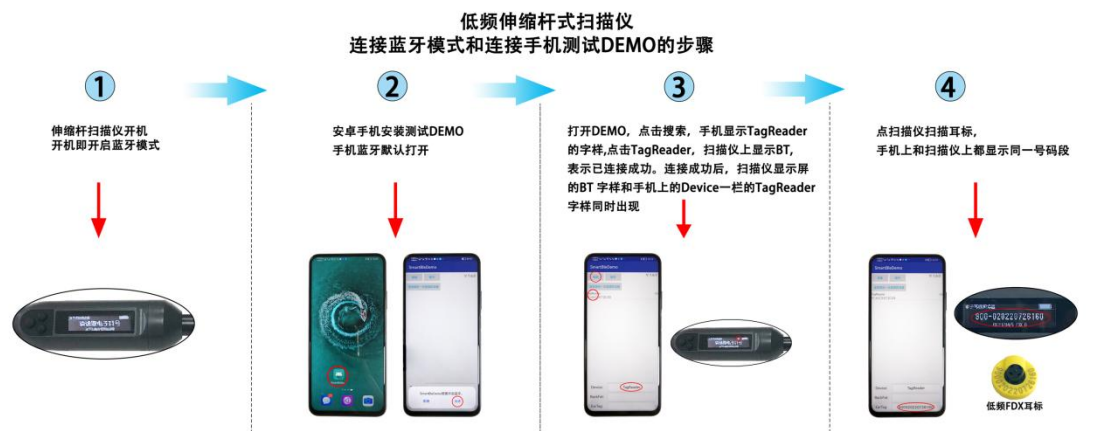 低频伸缩杆式扫描仪
连接蓝牙模式和连接手机测试DEMO的步骤
1
伸缩杆扫描仪开机
开机即开启蓝牙模式
2
安卓手机安装测试DEMO
手机蓝牙默认打开
SmartBleDemo
3
打开DEMO，点击搜索，手机显示TagReader
的字样,点击TagReader，扫描仪上显示BT,
表示已连接成功。连接成功后，扫描仪显示屏
的BT 字样和手机上的Device一栏的TagReader
字样同时出现
SmartBleDemo
Device: TagReader
4
点扫描仪扫描耳标，
手机上和扫描仪上都显示同一号码段
SmartBleDemo
Device: TagReader
低频FDX耳标